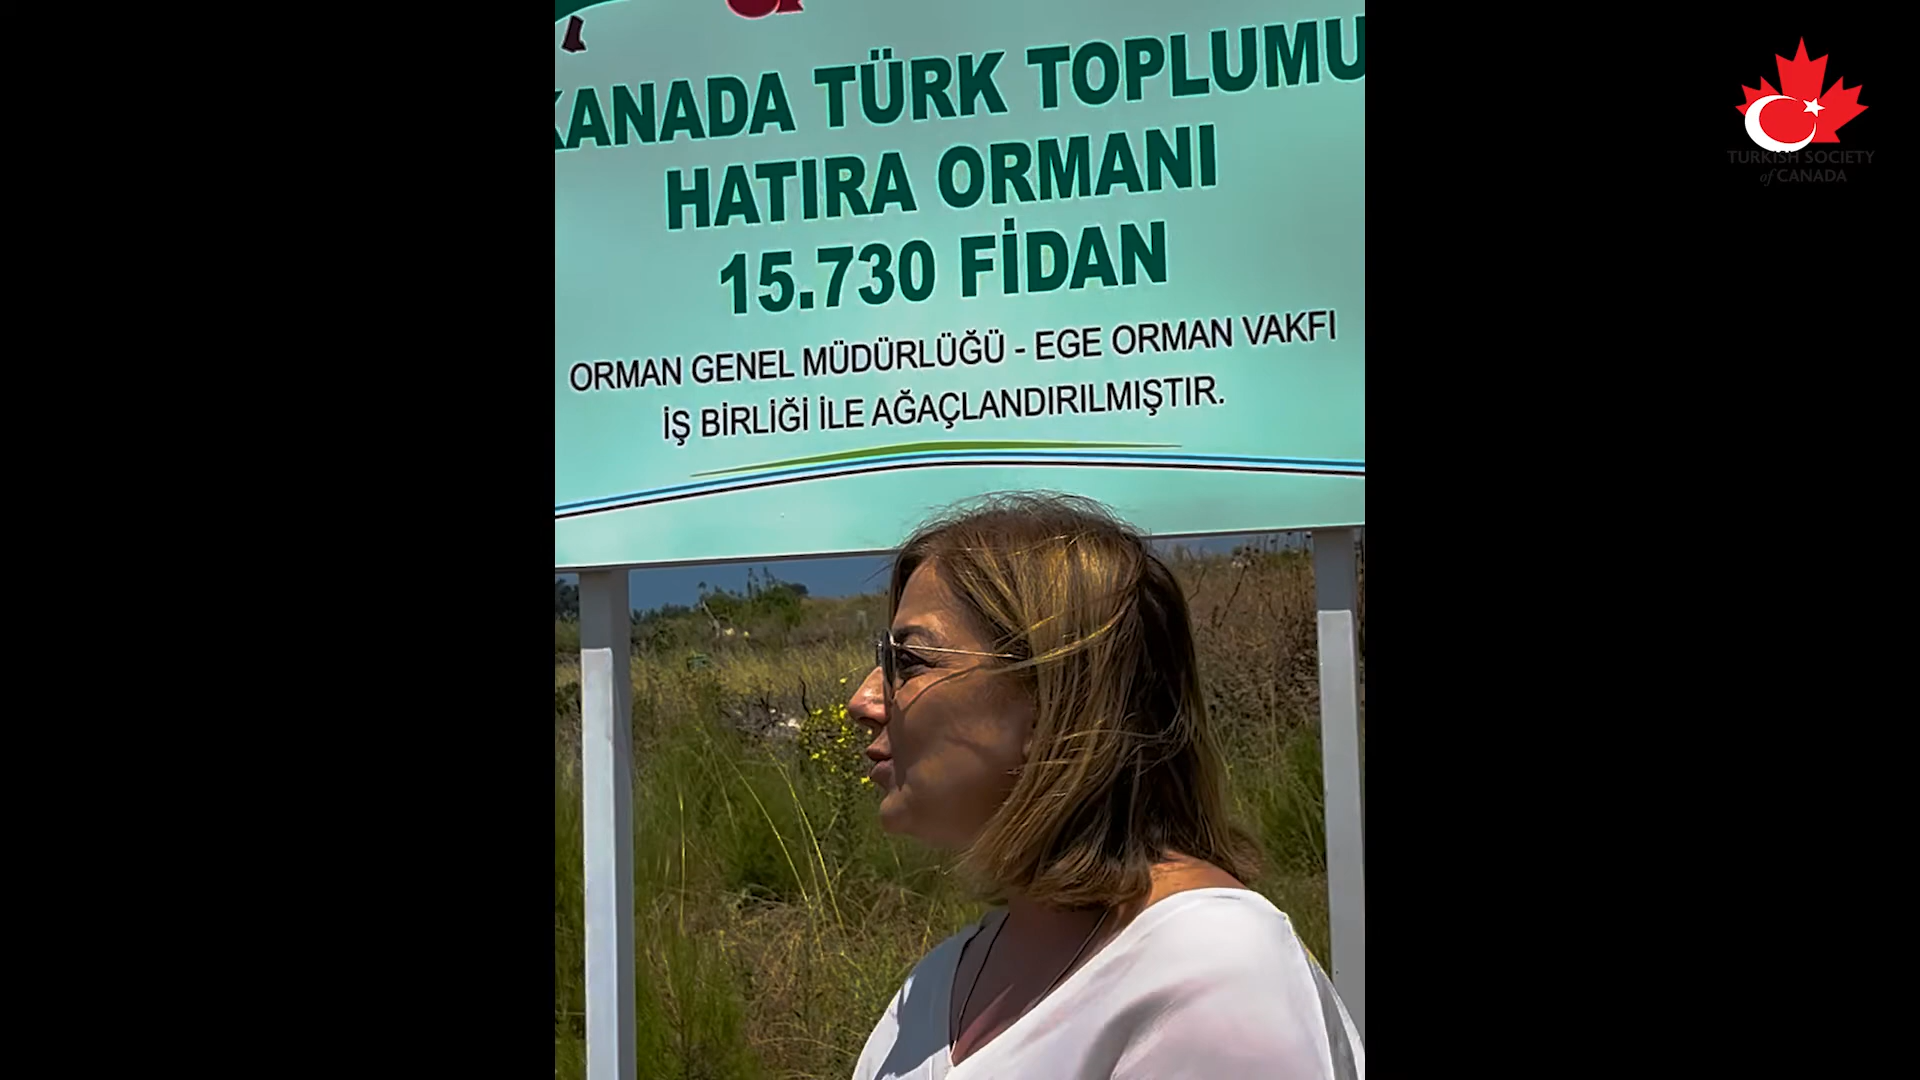 KANADA TÜRK TOPLUMU
HATIRA ORMANI
15.730 FİDAN
ORMAN GENEL MÜDÜRLÜĞÜ - EGE ORMAN VAKFI
İŞ BİRLİĞİ İLE AĞAÇLANDIRILMIŞTIR.
TURKISH SOCIETY
of CANADA